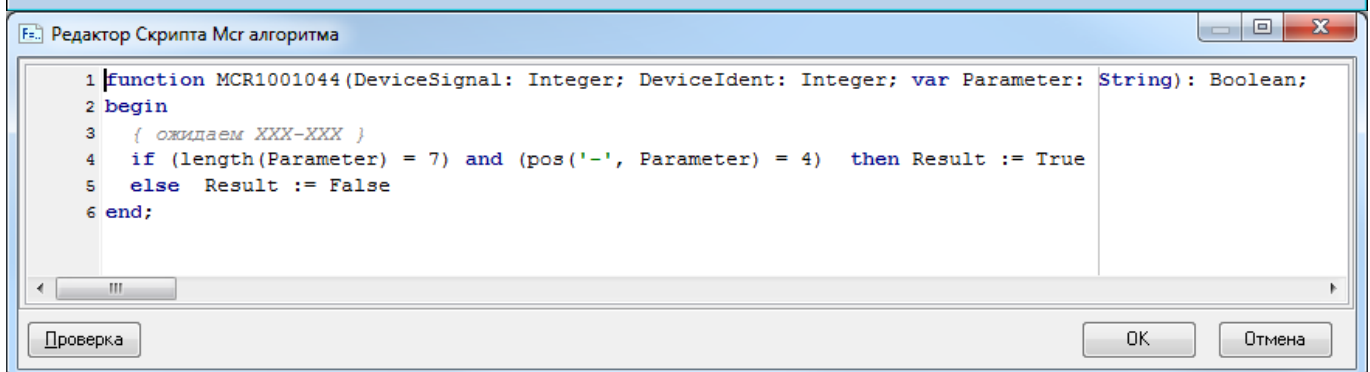 Редактор Скрипта Mcr алгоритма
1 function MCR1001044(DeviceSignal: Integer; DeviceIdent: Integer; var Parameter: String): Boolean;
2 begin
3 { ожидаем XXX-XXX }
4 if (length(Parameter) = 7) and (pos('-', Parameter) = 4)  then Result := True
5 else  Result := False
6 end;
Проверка
OK
Отмена